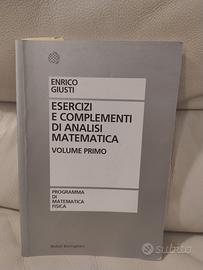 ENRICO
GIUSTI
ESERCIZI
E COMPLEMENTI
DI ANALISI
MATEMATICA
VOLUME PRIMO
PROGRAMMA
DI
MATEMATICA
FISICA
Bollati Boringhieri
subito